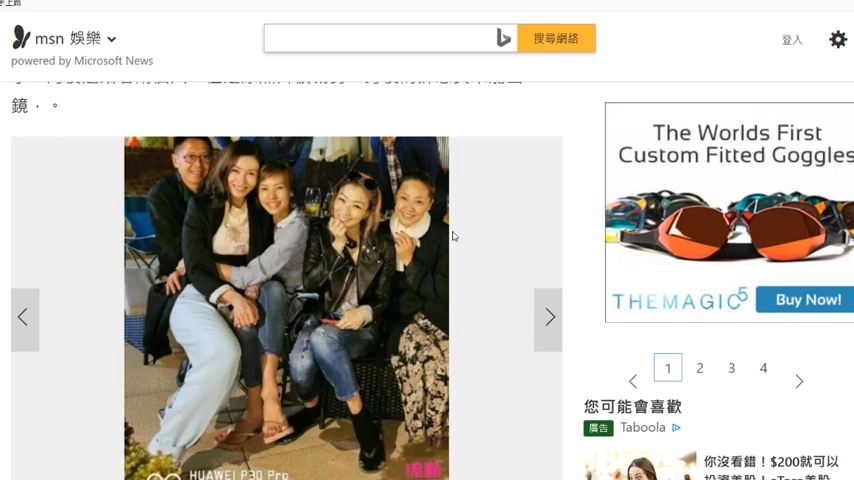 msn 娛樂
搜尋網絡
登入
powered by Microsoft News
鏡，。
The Worlds First
Custom Fitted Goggles
THEMAGIC5
Buy Now!
1 2 3 4
您可能會喜歡
廣告 Taboola
你沒看錯！$200就可以
HUAWEI P30 Pro
流動